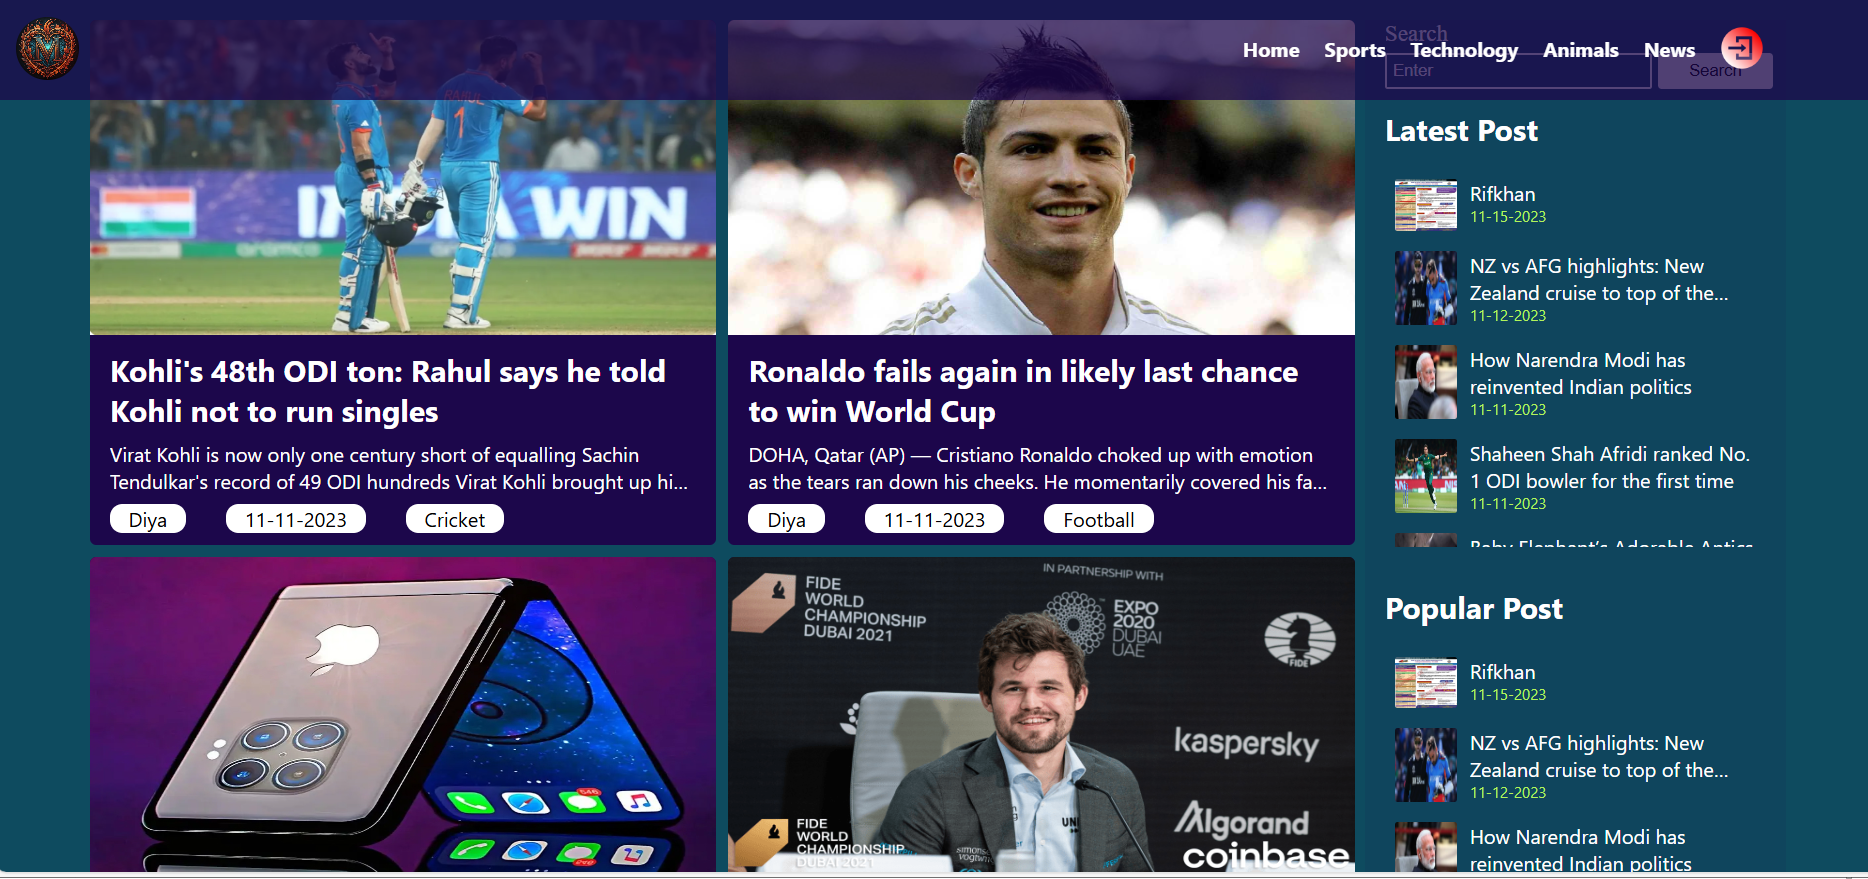 Home Sports Technology Animals News
Search
Enter
Search
RAHUL
1
INDIA WIN
aramco
Kohli's 48th ODI ton: Rahul says he told
Kohli not to run singles
Virat Kohli is now only one century short of equalling Sachin
Tendulkar's record of 49 ODI hundreds Virat Kohli brought up hi...
Diya 11-11-2023 Cricket
Ronaldo fails again in likely last chance
to win World Cup
DOHA, Qatar (AP) — Cristiano Ronaldo choked up with emotion
as the tears ran down his cheeks. He momentarily covered his fa...
Diya 11-11-2023 Football
FIDE
WORLD
CHAMPIONSHIP
DUBAI 2021
IN PARTNERSHIP WITH
EXPO
2020
DUBAI
UAE
FIDE
kaspersky
Algorand
coinbase
FIDE
WORLD
CHAMPIONSHIP
DUBAI 2021
Latest Post
Rifkhan
11-15-2023
NZ vs AFG highlights: New
Zealand cruise to top of the...
11-12-2023
How Narendra Modi has
reinvented Indian politics
11-11-2023
Shaheen Shah Afridi ranked No.
1 ODI bowler for the first time
11-11-2023
Baby Elephant's Adorable Antics
Popular Post
Rifkhan
11-15-2023
NZ vs AFG highlights: New
Zealand cruise to top of the...
11-12-2023
How Narendra Modi has
reinvented Indian politics